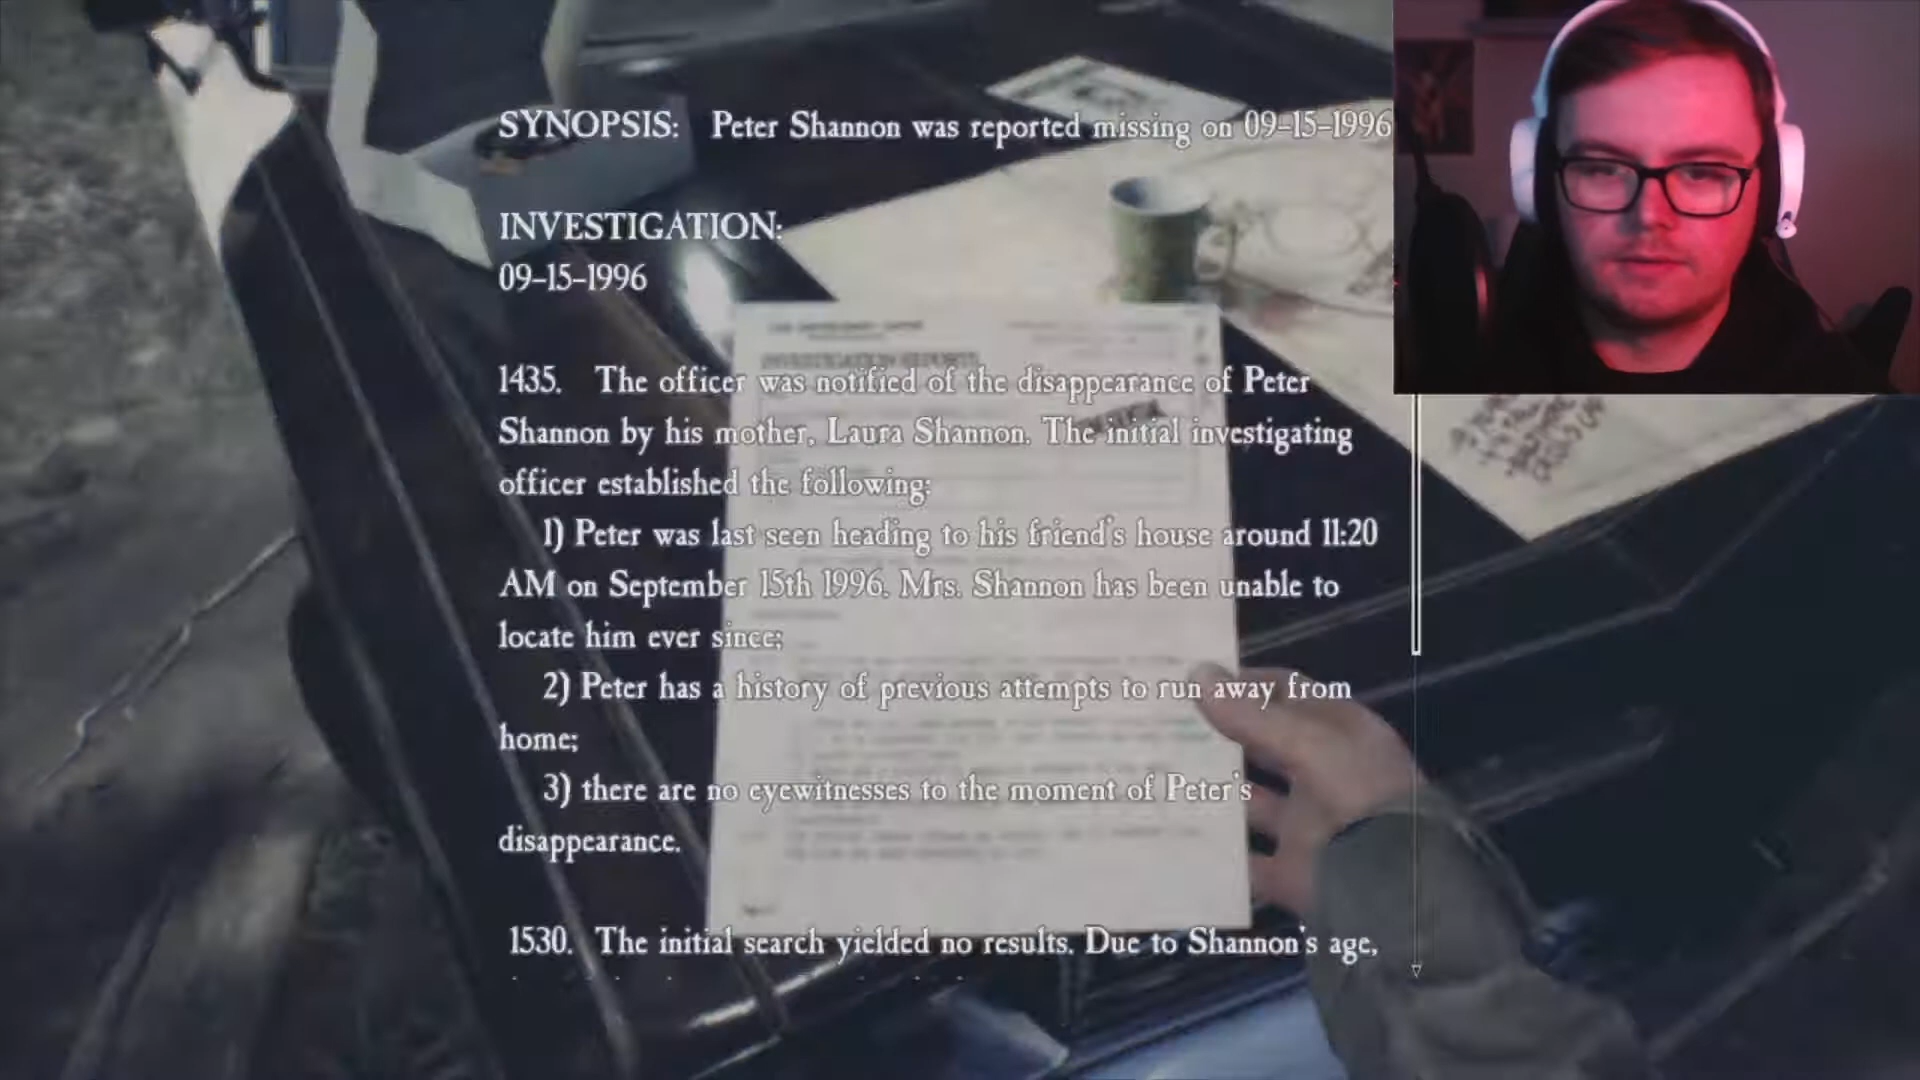 SYNOPSIS: Peter Shannon was reported missing on 09-15-1996
INVESTIGATION:
09-15-1996
1435. The officer was notified of the disappearance of Peter
Shannon by his mother, Laura Shannon. The initial investigating
officer established the following:
1) Peter was last seen heading to his friend's house around 11:20
AM on September 15th 1996. Mrs. Shannon has been unable to
locate him ever since;
2) Peter has a history of previous attempts to run away from
home;
3) there are no eyewitnesses to the moment of Peter's
disappearance.
1530. The initial search yielded no results. Due to Shannon's age,